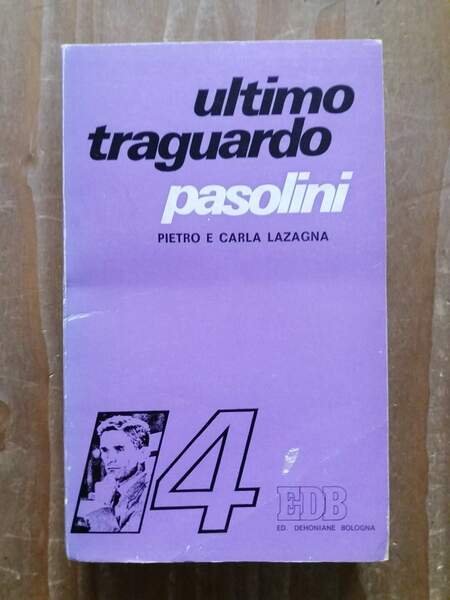 ultimo
traguardo
pasolini
PIETRO E CARLA LAZAGNA
4
EDB
ED. DEHONIANE BOLOGNA